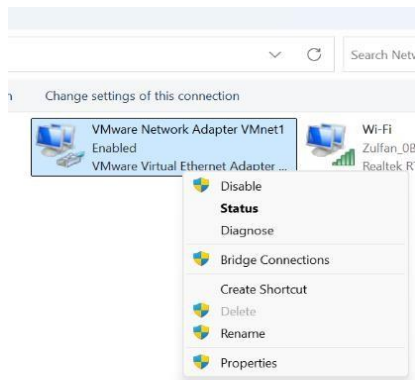 Search Netw
Change settings of this connection
VMware Network Adapter VMnet1
Enabled
VMware Virtual Ethernet Adapter ...
Wi-Fi
Zulfan_0B
Realtek RT
Disable
Status
Diagnose
Bridge Connections
Create Shortcut
Delete
Rename
Properties